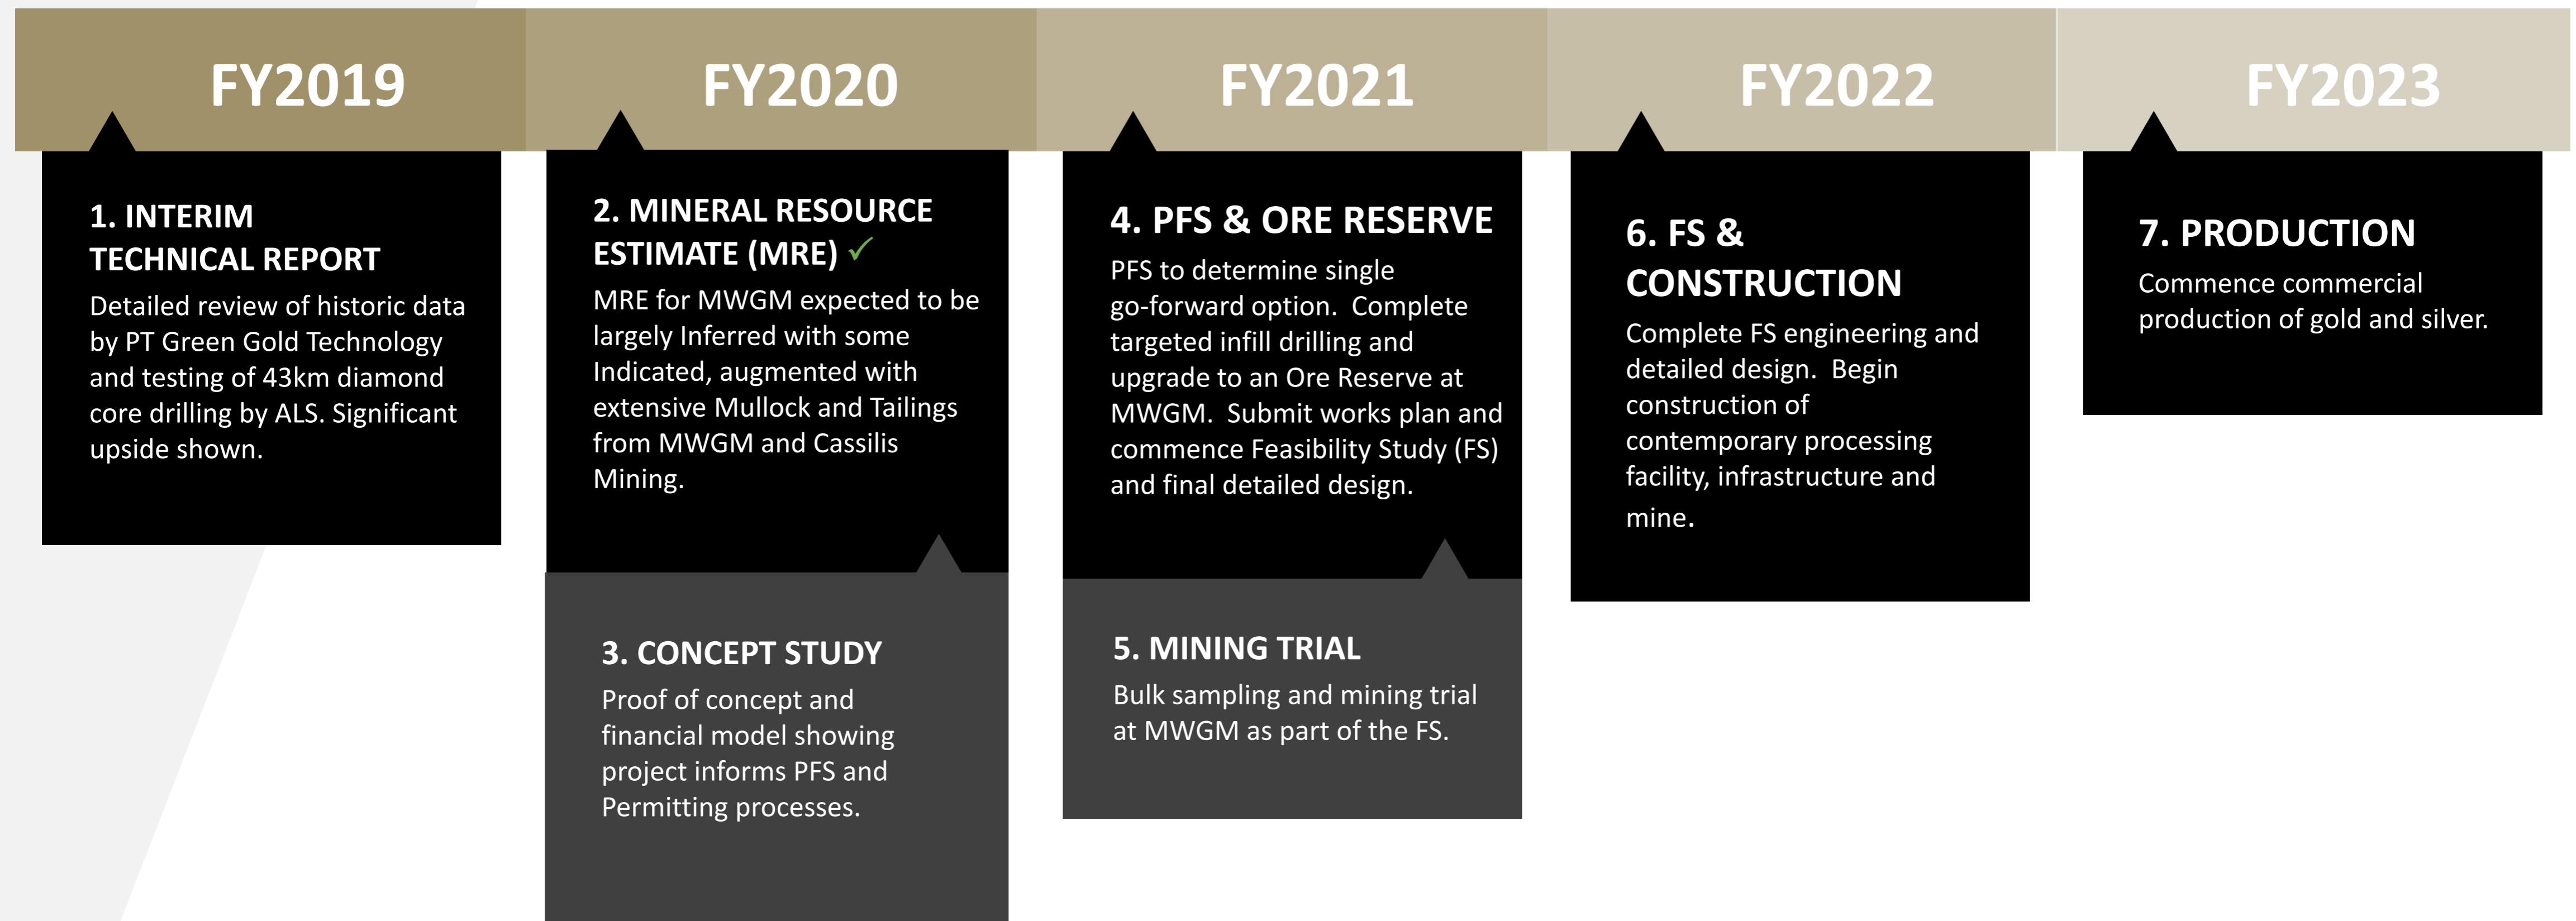 FY2019
FY2020
FY2021
FY2022
FY2023
1. INTERIM
TECHNICAL REPORT
Detailed review of historic data
by PT Green Gold Technology
and testing of 43km diamond
core drilling by ALS. Significant
upside shown.
2. MINERAL RESOURCE
ESTIMATE (MRE) ✓
MRE for MWGM expected to be
largely Inferred with some
Indicated, augmented with
extensive Mullock and Tailings
from MWGM and Cassilis
Mining.
3. CONCEPT STUDY
Proof of concept and
financial model showing
project informs PFS and
Permitting processes.
4. PFS & ORE RESERVE
PFS to determine single
go-forward option. Complete
targeted infill drilling and
upgrade to an Ore Reserve at
MWGM. Submit works plan and
commence Feasibility Study (FS)
and final detailed design.
5. MINING TRIAL
Bulk sampling and mining trial
at MWGM as part of the FS.
6. FS &
CONSTRUCTION
Complete FS engineering and
detailed design. Begin
construction of
contemporary processing
facility, infrastructure and
mine.
7. PRODUCTION
Commence commercial
production of gold and silver.